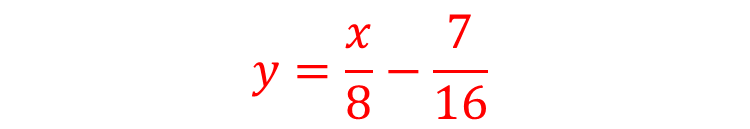 y = x/8 − 7/16